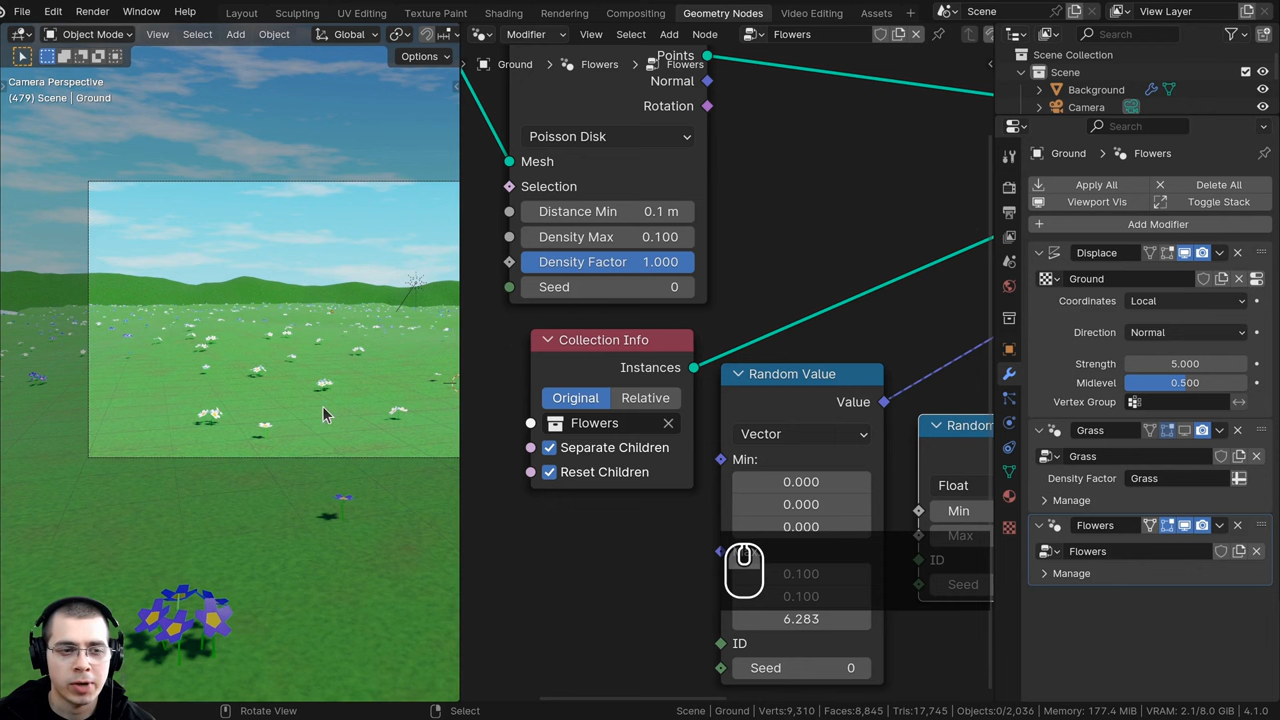 File Edit Render Window Help Layout Sculpting UV Editing Texture Paint Shading Rendering Compositing Geometry Nodes Video Editing Assets Scene View Layer
Object Mode View Select Add Object Global Modifier View Select Add Node Flowers Search
Options
Camera Perspective
(479) Scene | Ground
Ground > Flowers > Flowers
Points
Normal
Rotation
Poisson Disk
Mesh
Selection
Distance Min 0.1 m
Density Max 0.100
Density Factor 1.000
Seed 0
Collection Info
Instances
Original Relative
Flowers
Separate Children
Reset Children
Random Value
Value
Vector
Min:
0.000
0.000
0.000
0.100
0.100
6.283
ID
Seed 0
Random
Float
Min
Max
ID
Seed
Scene Collection
Scene
Background
Camera
Search
Ground > Flowers
Apply All Delete All
Viewport Vis Toggle Stack
Add Modifier
Displace
Ground
Coordinates Local
Direction Normal
Strength 5.000
Midlevel 0.500
Vertex Group
Grass
Grass
Density Factor Grass
Manage
Flowers
Flowers
Manage
Rotate View Select Scene | Ground | Verts:9,310 | Faces:8,845 | Tris:17,745 | Objects:0/2,036 | Memory: 177.4 MiB | VRAM: 2.1/8.0 GiB | 4.1.0